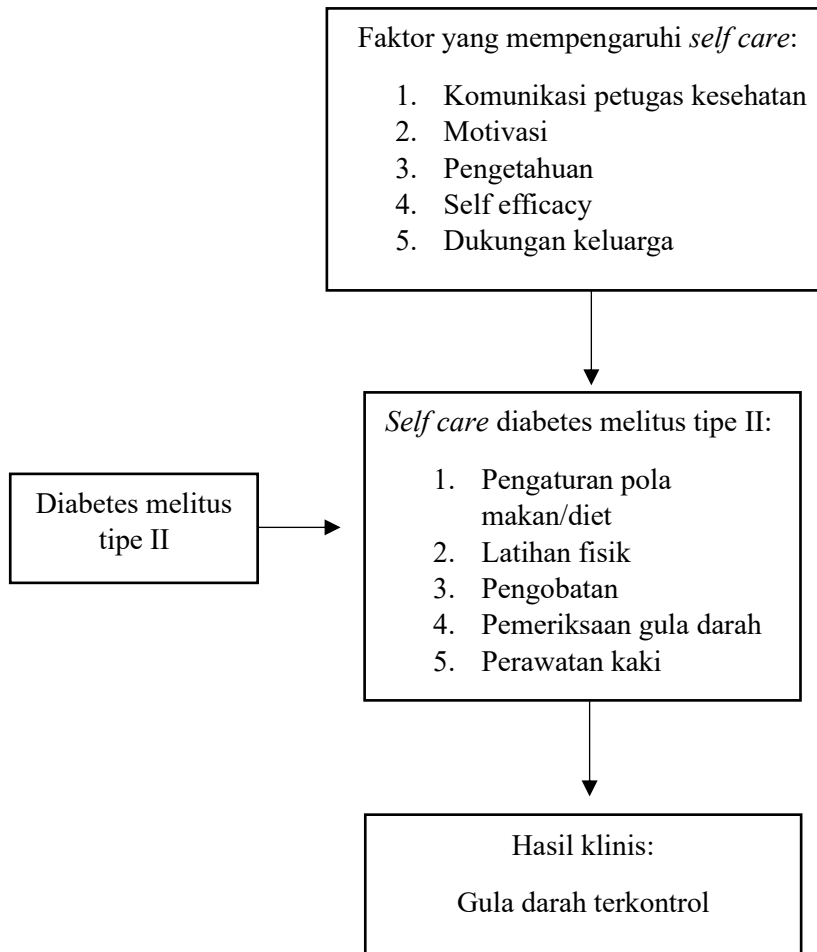 Faktor yang mempengaruhi self care:
1. Komunikasi petugas kesehatan
2. Motivasi
3. Pengetahuan
4. Self efficacy
5. Dukungan keluarga
Self care diabetes melitus tipe II:
1. Pengaturan pola
makan/diet
2. Latihan fisik
3. Pengobatan
4. Pemeriksaan gula darah
5. Perawatan kaki
Diabetes melitus
tipe II
Hasil klinis:
Gula darah terkontrol